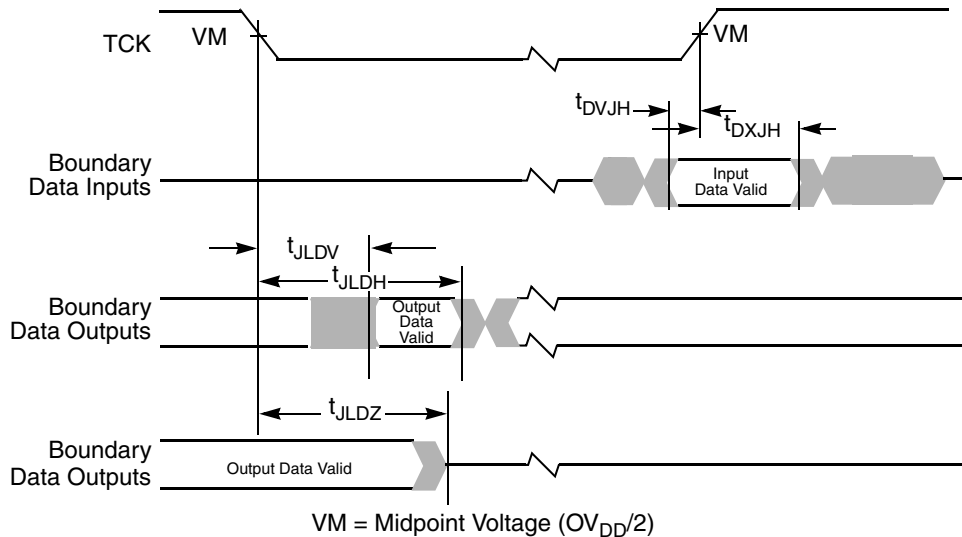 TCK
VM
VM
tDVJH
tDXJH
Boundary
Data Inputs
Input
Data Valid
tJLDV
tJLDH
Boundary
Data Outputs
Output
Data
Valid
tJLDZ
Boundary
Data Outputs
Output Data Valid
VM = Midpoint Voltage (OVDD/2)